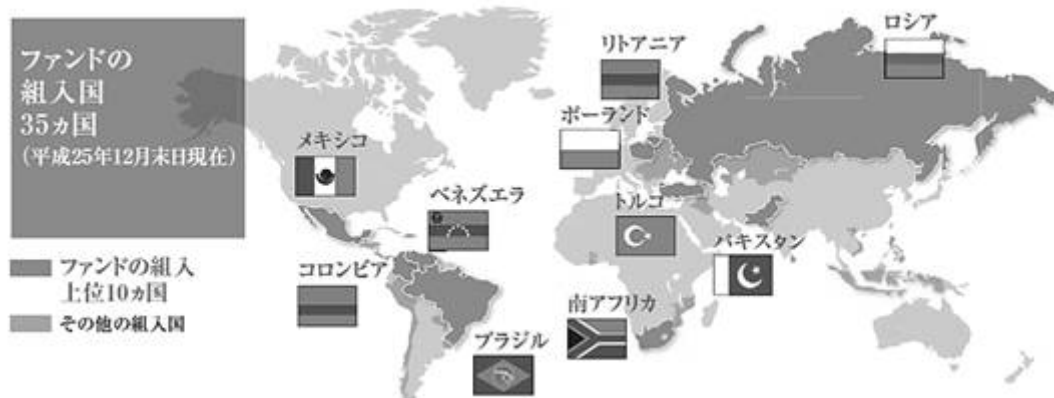 ファンドの
組入国
35ヵ国
（平成25年12月末日現在）
ファンドの組入
上位10ヵ国
その他の組入国
メキシコ
ベネズエラ
コロンビア
ブラジル
リトアニア
ロシア
ポーランド
トルコ
パキスタン
南アフリカ